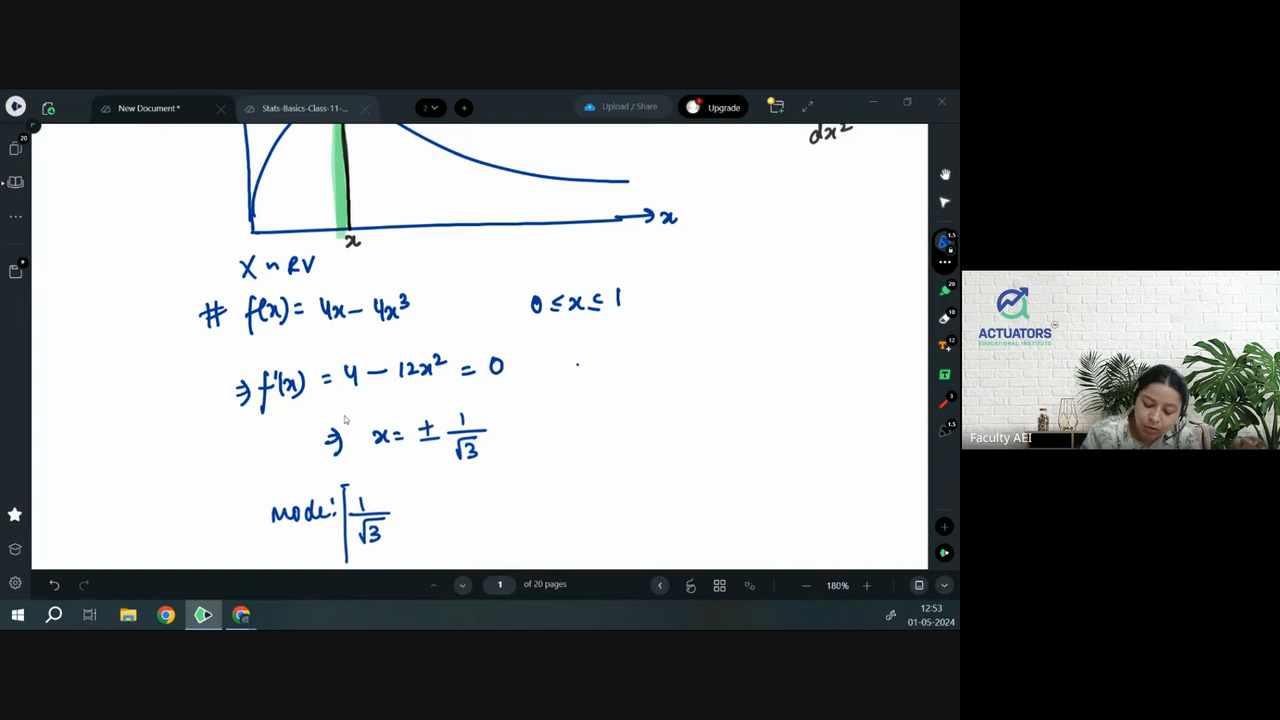 New Document *
Stats-Basics-Class-11-...
2
Upload / Share
Upgrade
dx²
x
x
X ~ RV
# f(x) = 4x - 4x³ 0 ≤ x ≤ 1
⇒ f'(x) = 4 - 12x² = 0
⇒ x = ± 1/√3
Mode: 1/√3
ACTUATORS
EDUCATIONAL INSTITUTE
Faculty AEI
1 of 20 pages
180%
12:53
01-05-2024